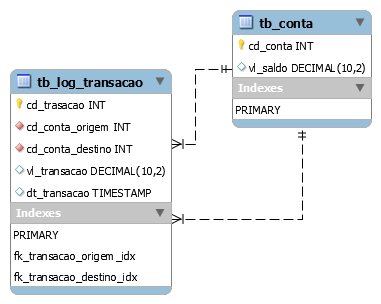 tb_conta
cd_conta INT
vl_saldo DECIMAL(10,2)
Indexes
PRIMARY
tb_log_transacao
cd_trasacao INT
cd_conta_origem INT
cd_conta_destino INT
vl_transacao DECIMAL(10,2)
dt_transacao TIMESTAMP
Indexes
PRIMARY
fk_transacao_origem_idx
fk_transacao_destino_idx